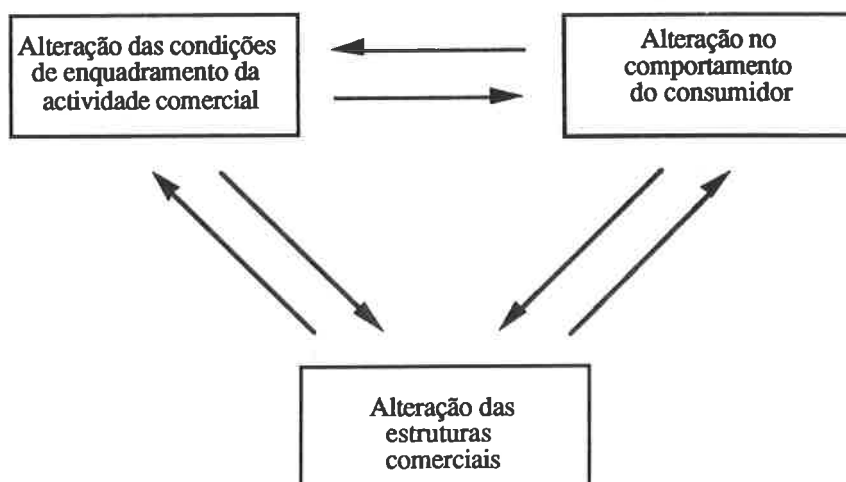 Alteração das condições
de enquadramento da
actividade comercial
Alteração no
comportamento
do consumidor
Alteração das
estruturas
comerciais